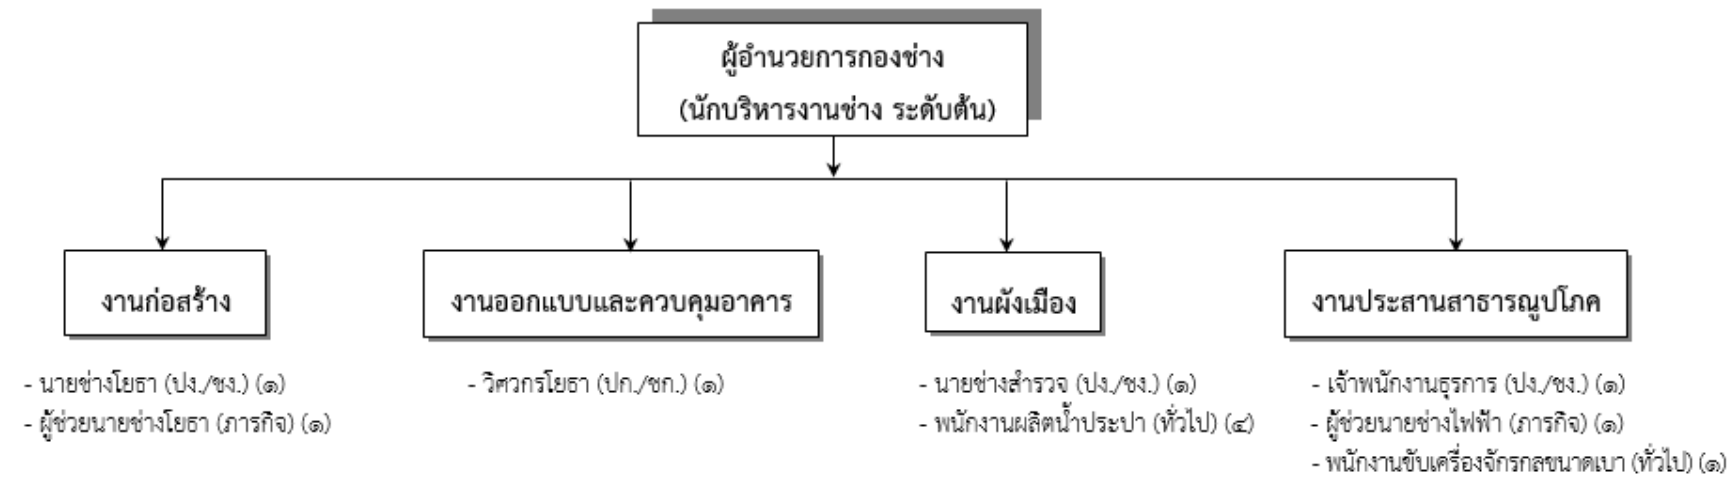 ผู้อำนวยการกองช่าง
(นักบริหารงานช่าง ระดับต้น)
งานก่อสร้าง
- นายช่างโยธา (ปง./ชง.) (๑)
- ผู้ช่วยนายช่างโยธา (ภารกิจ) (๑)
งานออกแบบและควบคุมอาคาร
- วิศวกรโยธา (ปก./ชก.) (๑)
งานผังเมือง
- นายช่างสำรวจ (ปง./ชง.) (๑)
- พนักงานผลิตน้ำประปา (ทั่วไป) (๔)
งานประสานสาธารณูปโภค
- เจ้าพนักงานธุรการ (ปง./ชง.) (๑)
- ผู้ช่วยนายช่างไฟฟ้า (ภารกิจ) (๑)
- พนักงานขับเครื่องจักรกลขนาดเบา (ทั่วไป) (๑)